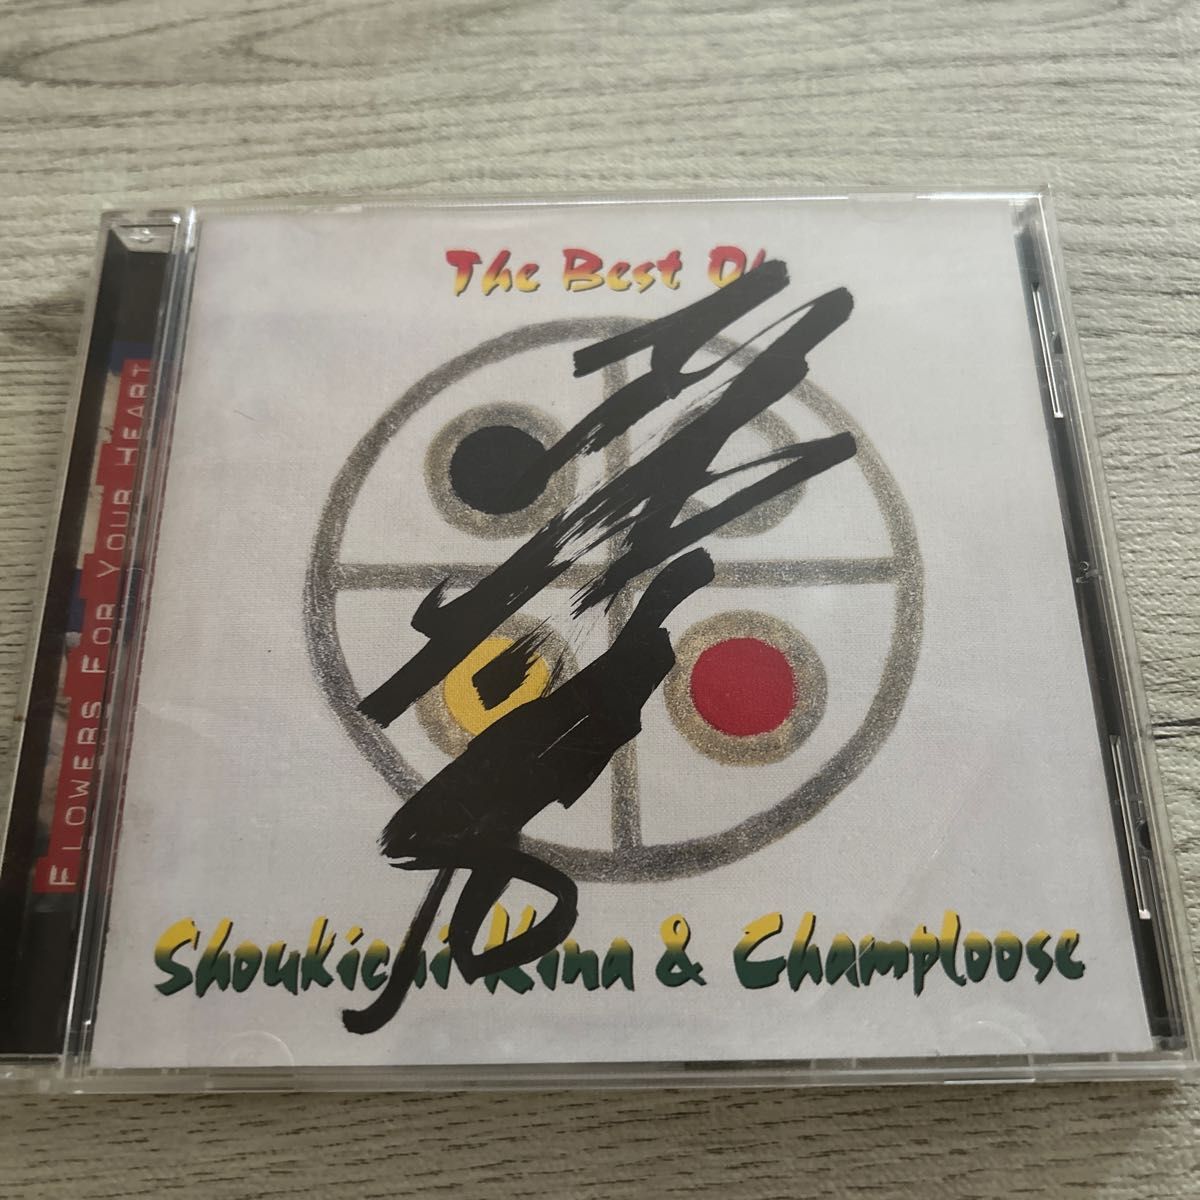 The Best Of
Shoukichi Kina & Champloose
FLOWERS FOR YOUR HEART